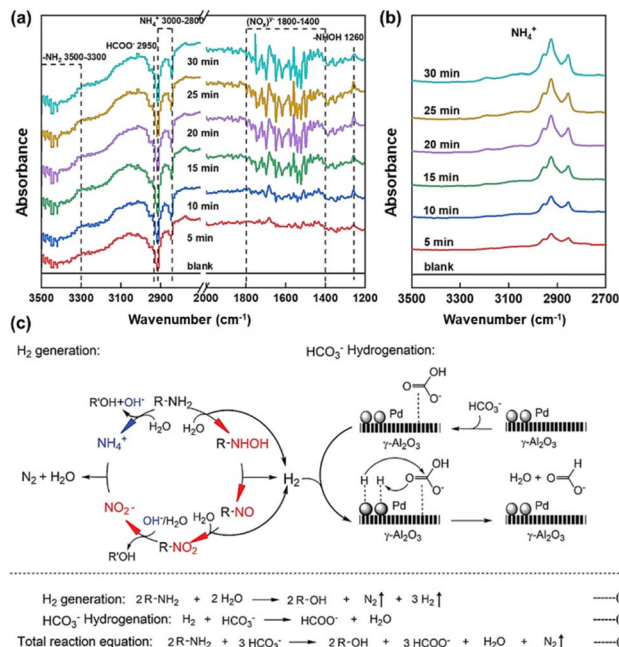 (a)
-NH₂ 3500-3300
HCOO⁻ 2950
NH₄⁺ 3000-2800
(NOₓ)ʸ⁻ 1800-1400
-NHOH 1260
30 min
25 min
20 min
15 min
10 min
5 min
blank
Absorbance
3500 3200 2900 2000 1800 1600 1400 1200
Wavenumber (cm⁻¹)
(b)
NH₄⁺
30 min
25 min
20 min
15 min
10 min
5 min
blank
Absorbance
3500 3300 3100 2900 2700
Wavenumber (cm⁻¹)
(c)
H₂ generation:
R'OH+OH⁻
R-NH₂
H₂O
H₂O
NH₄⁺
R-NHOH
N₂ + H₂O
H₂
NO₂⁻
R-NO
OH⁻/H₂O
H₂O
R-NO₂
R'OH
HCO₃⁻ Hydrogenation:
O
OH
O⁻
Pd
γ-Al₂O₃
HCO₃⁻
Pd
γ-Al₂O₃
H H
O
OH
O⁻
Pd
γ-Al₂O₃
H₂O + O
H
O⁻
Pd
γ-Al₂O₃
H₂ generation: 2R-NH₂ + 2H₂O → 2R-OH + N₂↑ + 3H₂↑ ------(
HCO₃⁻ Hydrogenation: H₂ + HCO₃⁻ → HCOO⁻ + H₂O ------(
Total reaction equation: 2R-NH₂ + 3HCO₃⁻ → 2R-OH + 3HCOO⁻ + H₂O + N₂↑ ------(